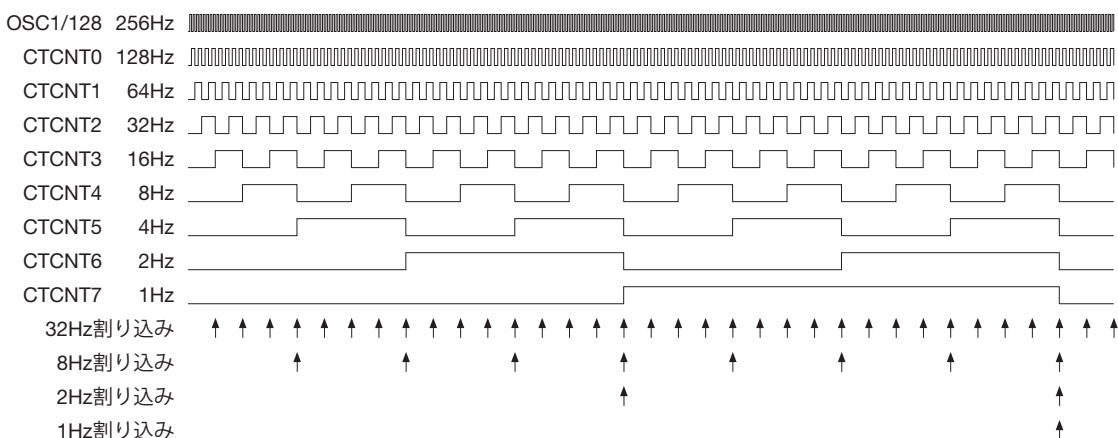 OSC1/128 256Hz
CTCNT0 128Hz
CTCNT1 64Hz
CTCNT2 32Hz
CTCNT3 16Hz
CTCNT4 8Hz
CTCNT5 4Hz
CTCNT6 2Hz
CTCNT7 1Hz
32Hz割り込み
8Hz割り込み
2Hz割り込み
1Hz割り込み